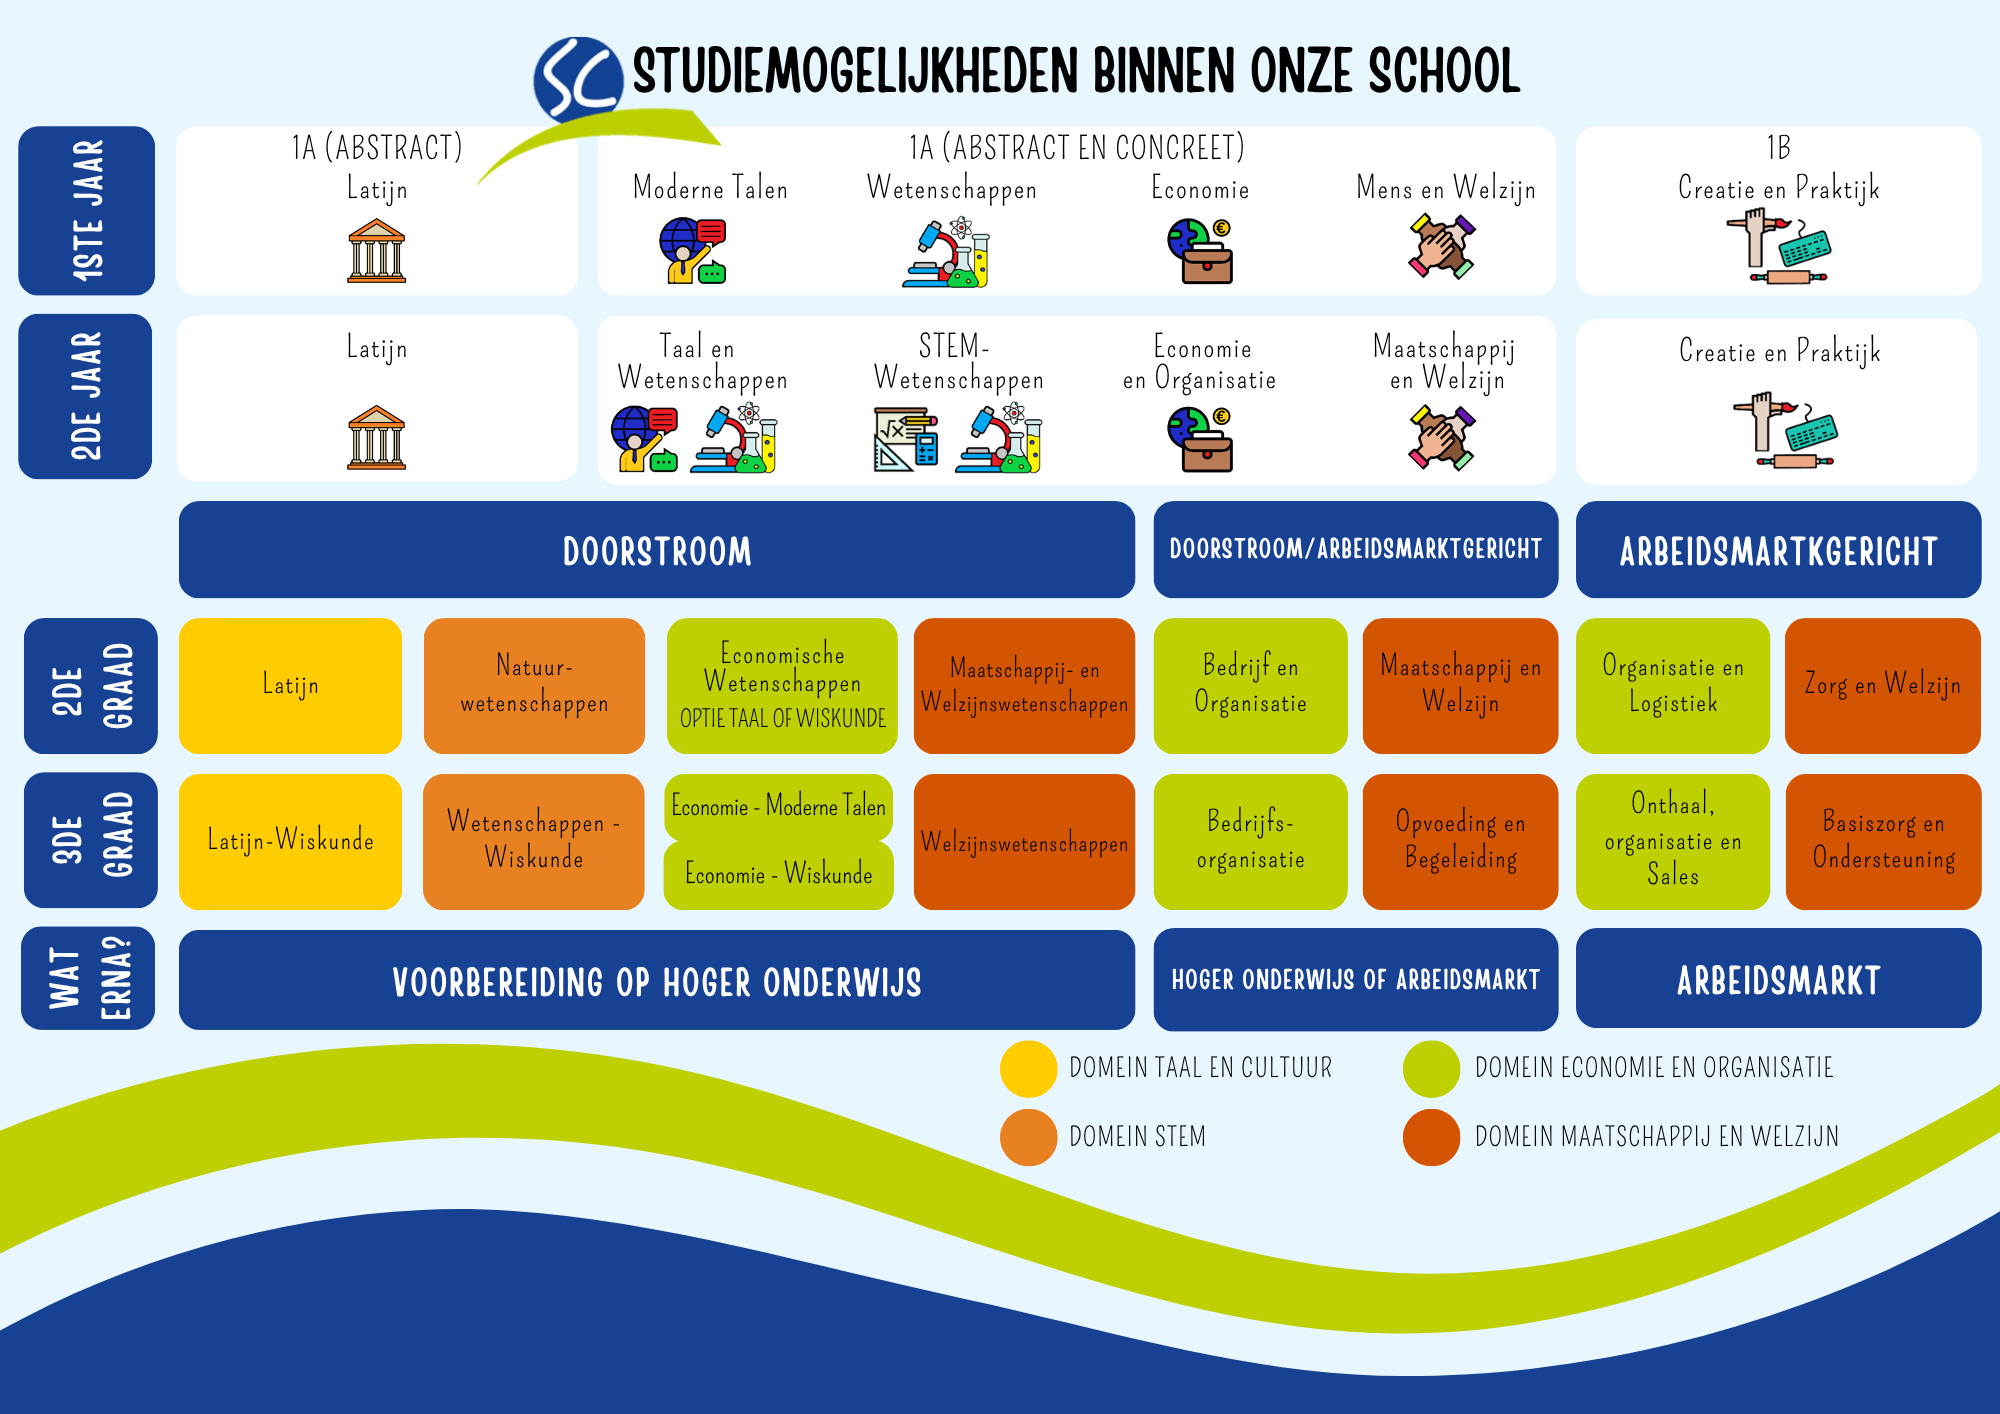 SC
STUDIEMOGELIJKHEDEN BINNEN ONZE SCHOOL
1STE JAAR
1A (ABSTRACT)
Latijn
1A (ABSTRACT EN CONCREET)
Moderne Talen
Wetenschappen
Economie
Mens en Welzijn
1B
Creatie en Praktijk
2DE JAAR
Latijn
Taal en
Wetenschappen
STEM-
Wetenschappen
Economie
en Organisatie
Maatschappij
en Welzijn
Creatie en Praktijk
DOORSTROOM
DOORSTROOM/ARBEIDSMARKTGERICHT
ARBEIDSMARTKGERICHT
2DE
GRAAD
Latijn
Natuur-
wetenschappen
Economische
Wetenschappen
OPTIE TAAL OF WISKUNDE
Maatschappij- en
Welzijnswetenschappen
Bedrijf en
Organisatie
Maatschappij en
Welzijn
Organisatie en
Logistiek
Zorg en Welzijn
3DE
GRAAD
Latijn-Wiskunde
Wetenschappen -
Wiskunde
Economie - Moderne Talen
Economie - Wiskunde
Welzijnswetenschappen
Bedrijfs-
organisatie
Opvoeding en
Begeleiding
Onthaal,
organisatie en
Sales
Basiszorg en
Ondersteuning
WAT
ERNA?
VOORBEREIDING OP HOGER ONDERWIJS
HOGER ONDERWIJS OF ARBEIDSMARKT
ARBEIDSMARKT
DOMEIN TAAL EN CULTUUR
DOMEIN ECONOMIE EN ORGANISATIE
DOMEIN STEM
DOMEIN MAATSCHAPPIJ EN WELZIJN